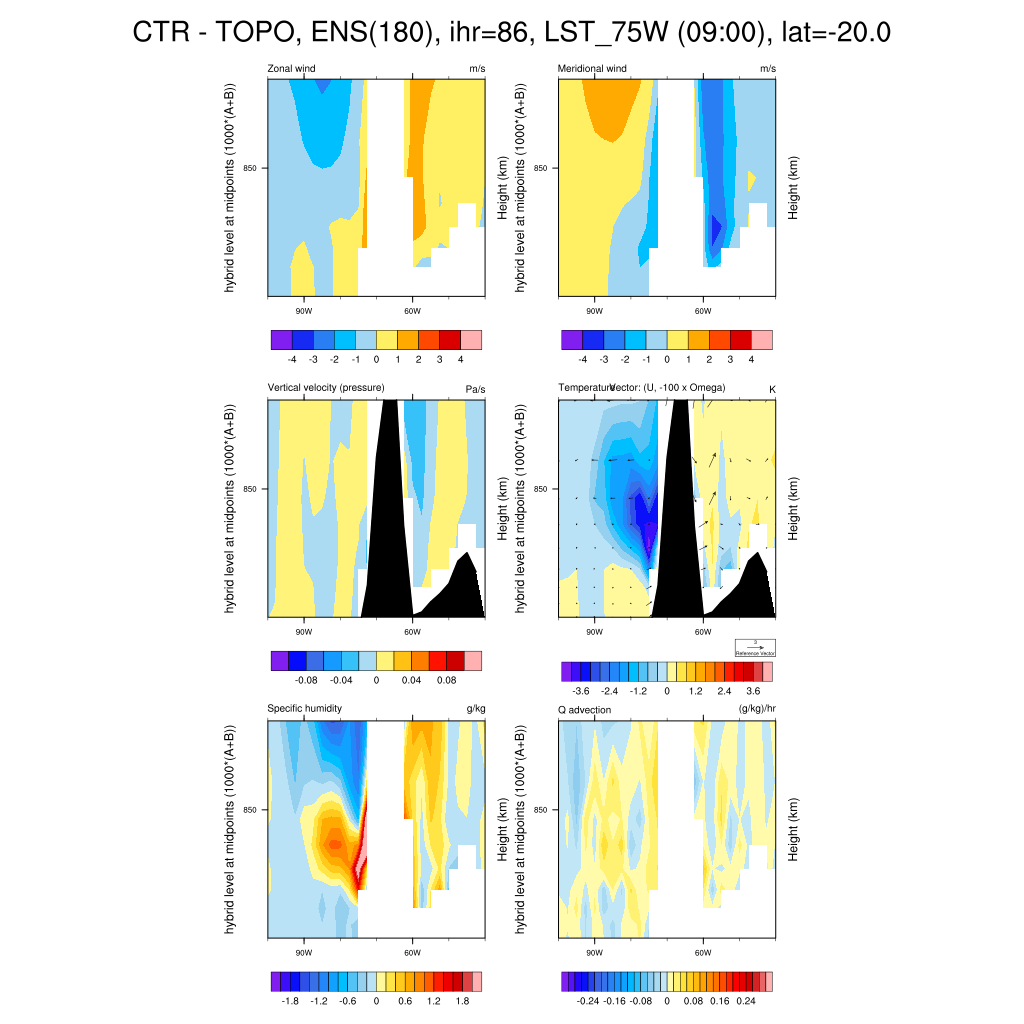 CTR - TOPO, ENS(180), ihr=86, LST_75W (09:00), lat=-20.0
Zonal wind m/s
hybrid level at midpoints (1000*(A+B))
850
Height (km)
90W 60W
-4 -3 -2 -1 0 1 2 3 4
Meridional wind m/s
hybrid level at midpoints (1000*(A+B))
850
Height (km)
90W 60W
-4 -3 -2 -1 0 1 2 3 4
Vertical velocity (pressure) Pa/s
hybrid level at midpoints (1000*(A+B))
850
Height (km)
90W 60W
-0.08 -0.04 0 0.04 0.08
Temperature Vector: (U, -100 x Omega) K
hybrid level at midpoints (1000*(A+B))
850
Height (km)
90W 60W
3
Reference Vector
-3.6 -2.4 -1.2 0 1.2 2.4 3.6
Specific humidity g/kg
hybrid level at midpoints (1000*(A+B))
850
Height (km)
90W 60W
-1.8 -1.2 -0.6 0 0.6 1.2 1.8
Q advection (g/kg)/hr
hybrid level at midpoints (1000*(A+B))
850
Height (km)
90W 60W
-0.24 -0.16 -0.08 0 0.08 0.16 0.24